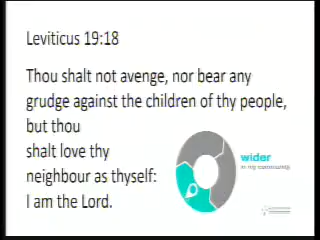 Leviticus 19:18
Thou shalt not avenge, nor bear any
grudge against the children of thy people,
but thou
shalt love thy
neighbour as thyself:
I am the Lord.
wider
in my community